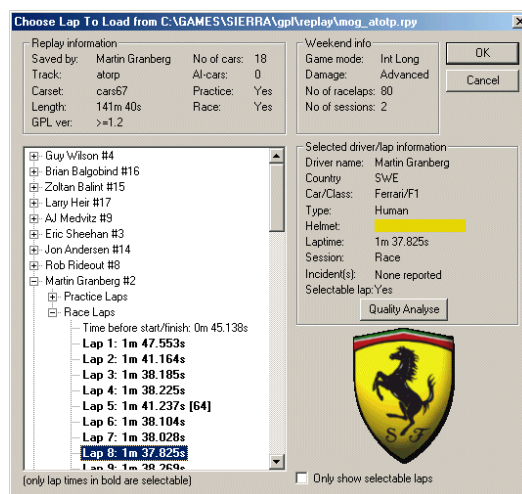 Choose Lap To Load from C:\GAMES\SIERRA\gpl\replay\mog_atotp.rpy
Replay information
Saved by: Martin Granberg No of cars: 18
Track: atorp AI-cars: 0
Carset: cars67 Practice: Yes
Length: 141m 40s Race: Yes
GPL ver: >=1.2
Weekend info
Game mode: Int Long
Damage: Advanced
No of racelaps: 80
No of sessions: 2
OK
Cancel
Guy Wilson #4
Brian Balgobind #16
Zoltan Balint #15
Larry Heir #17
AJ Medvitz #9
Eric Sheehan #3
Jon Andersen #14
Rob Rideout #8
Martin Granberg #2
Practice Laps
Race Laps
Time before start/finish: 0m 45.138s
Lap 1: 1m 47.553s
Lap 2: 1m 41.164s
Lap 3: 1m 38.185s
Lap 4: 1m 38.225s
Lap 5: 1m 41.237s [64]
Lap 6: 1m 38.104s
Lap 7: 1m 38.028s
Lap 8: 1m 37.825s
Lap 9: 1m 38.269s
(only lap times in bold are selectable)
Selected driver/lap information
Driver name: Martin Granberg
Country SWE
Car/Class: Ferrari/F1
Type: Human
Helmet:
Laptime: 1m 37.825s
Session: Race
Incident(s): None reported
Selectable lap: Yes
Quality Analyse
S F
Only show selectable laps